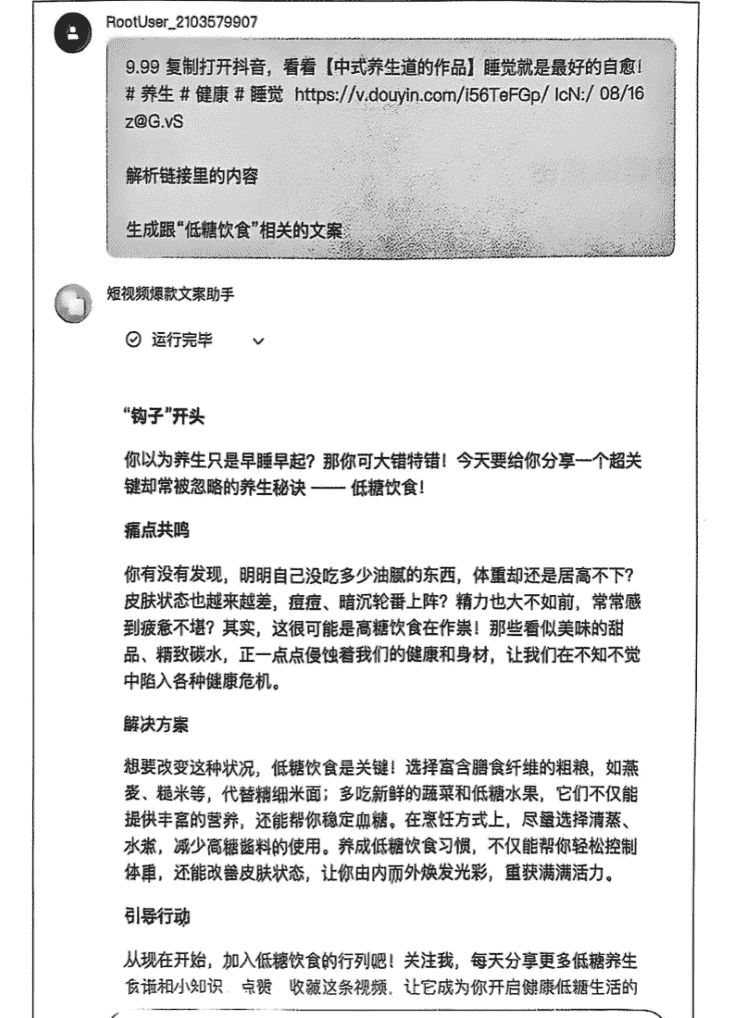 RootUser_2103579907
9.99 复制打开抖音，看看【中式养生道的作品】睡觉就是最好的自愈！
# 养生 # 健康 # 睡觉 https://v.douyin.com/i56TeFGp/ IcN:/ 08/16
z@G.vS
解析链接里的内容
生成跟“低糖饮食”相关的文案
短视频爆款文案助手
运行完毕
“钩子”开头
你以为养生只是早睡早起？那你可大错特错！今天要给你分享一个超关
键却常被忽略的养生秘诀 —— 低糖饮食！
痛点共鸣
你有没有发现，明明自己没吃多少油腻的东西，体重却还是居高不下？
皮肤状态也越来越差，痘痘、暗沉轮番上阵？精力也大不如前，常常感
到疲惫不堪？其实，这很可能是高糖饮食在作祟！那些看似美味的甜
品、精致碳水，正一点点侵蚀着我们的健康和身材，让我们在不知不觉
中陷入各种健康危机。
解决方案
想要改变这种状况，低糖饮食是关键！选择富含膳食纤维的粗粮，如燕
麦、糙米等，代替精细米面；多吃新鲜的蔬菜和低糖水果，它们不仅能
提供丰富的营养，还能帮你稳定血糖。在烹饪方式上，尽量选择清蒸、
水煮，减少高糖酱料的使用。养成低糖饮食习惯，不仅能帮你轻松控制
体重，还能改善皮肤状态，让你由内而外焕发光彩，重获满满活力。
引导行动
从现在开始，加入低糖饮食的行列吧！关注我，每天分享更多低糖养生
食谱和小知识 点赞 收藏这条视频，让它成为你开启健康低糖生活的